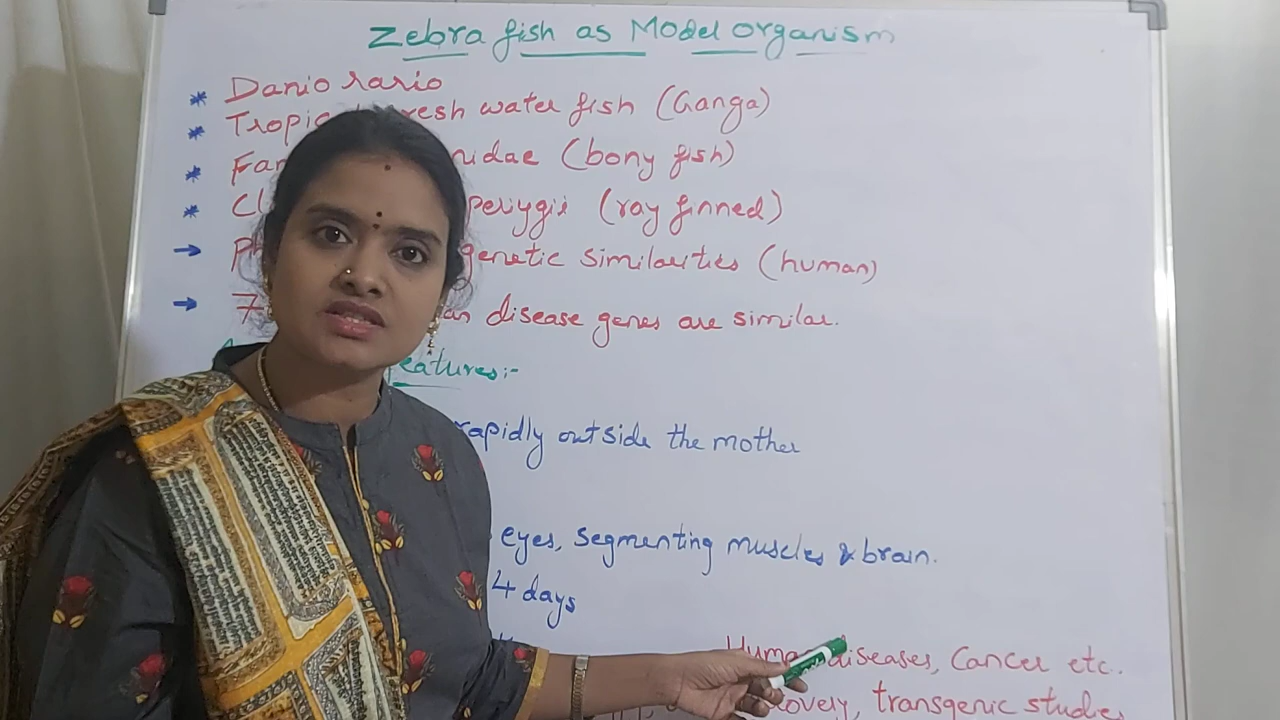 Zebra fish as Model organism
* Danio rario
* Tropic fresh water fish (Ganga)
* Fam nidae (bony fish)
* Cl perygii (ray finned)
→ Ph genetic similarities (human)
→ 7 an disease genes are similar.
features:-
rapidly outside the mother
eyes, segmenting muscles & brain.
4 days
Human diseases, Cancer etc.
covery, transgenic studies